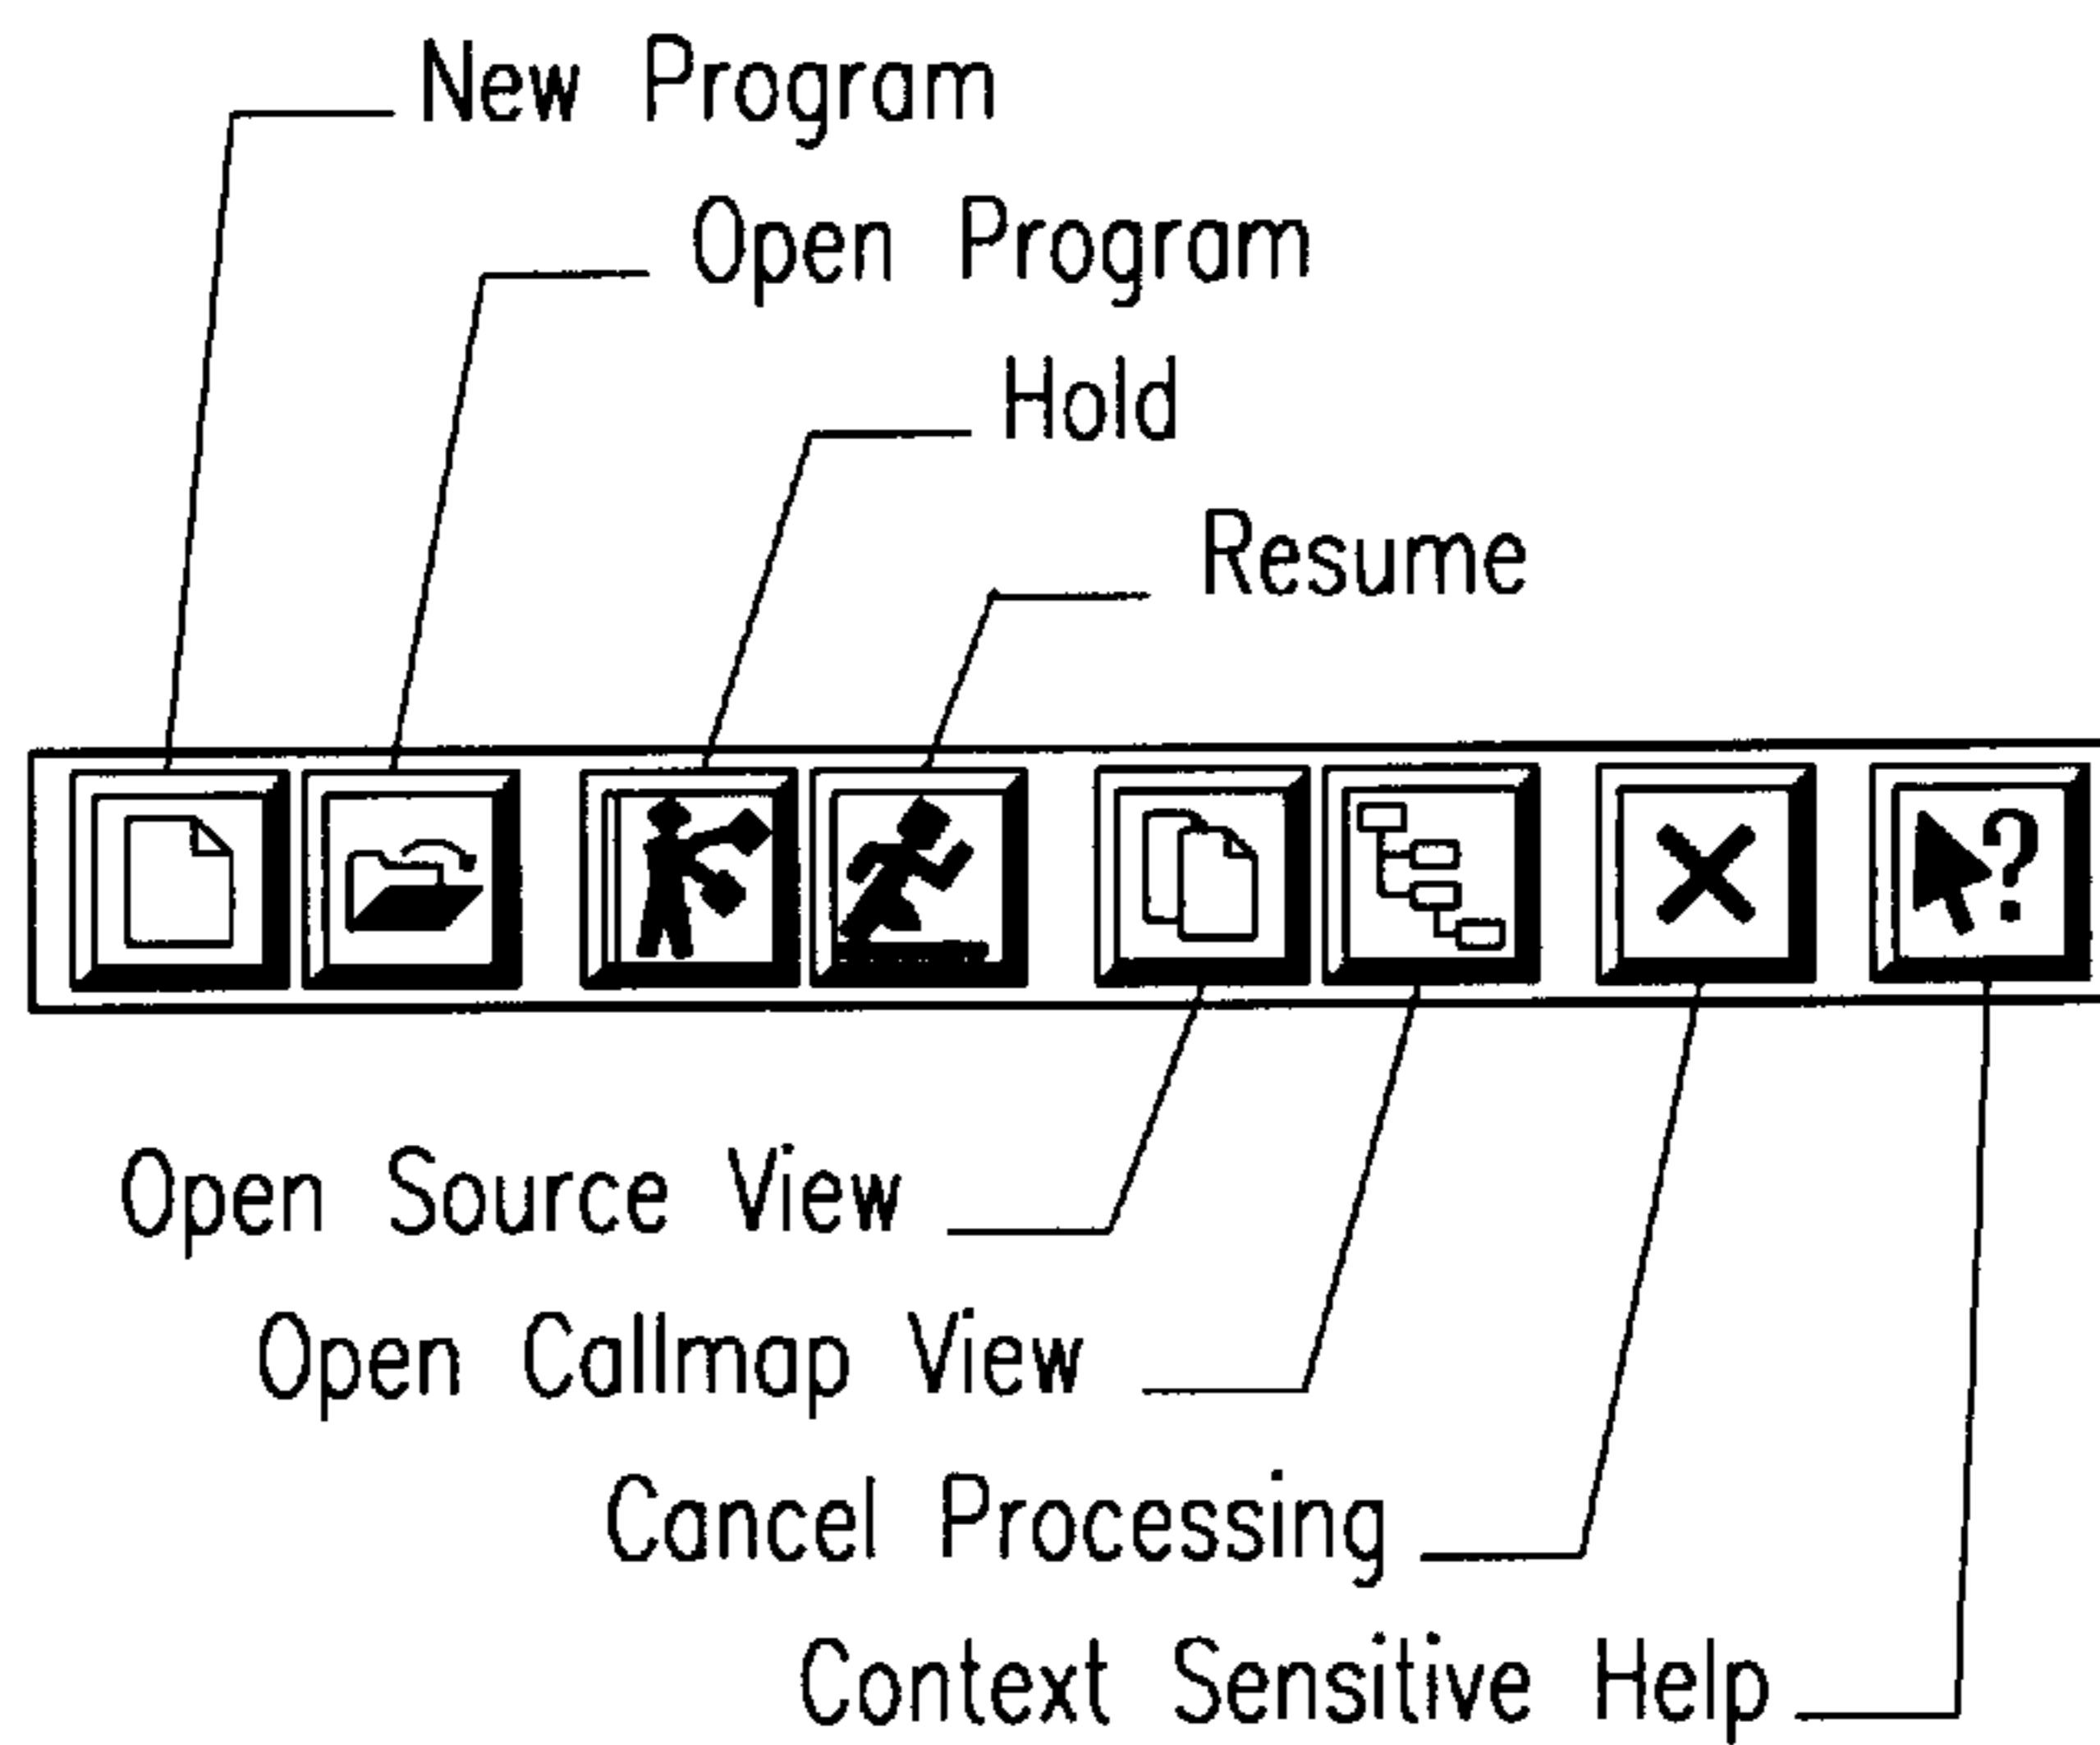 New Program
Open Program
Hold
Resume
?
Open Source View
Open Callmap View
Cancel Processing
Context Sensitive Help